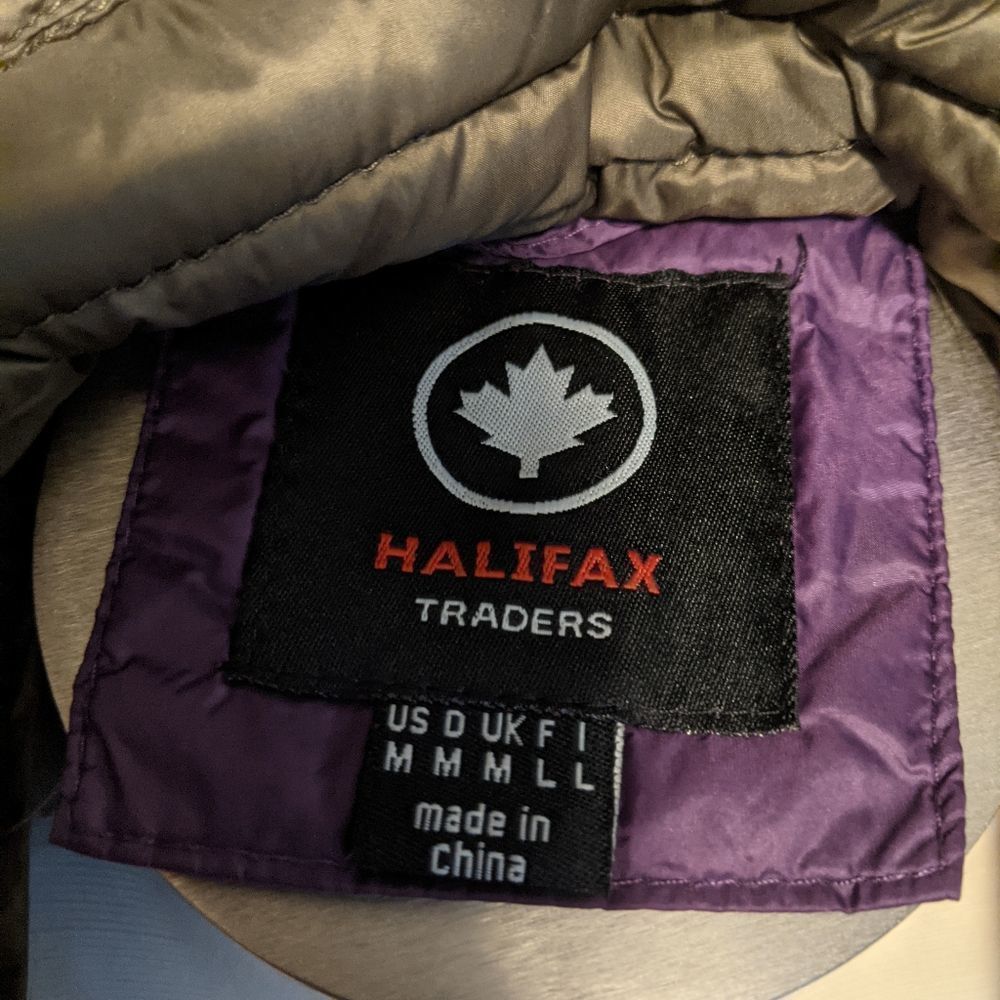 HALIFAX
TRADERS
US D UK F I
M M M L L
made in
China